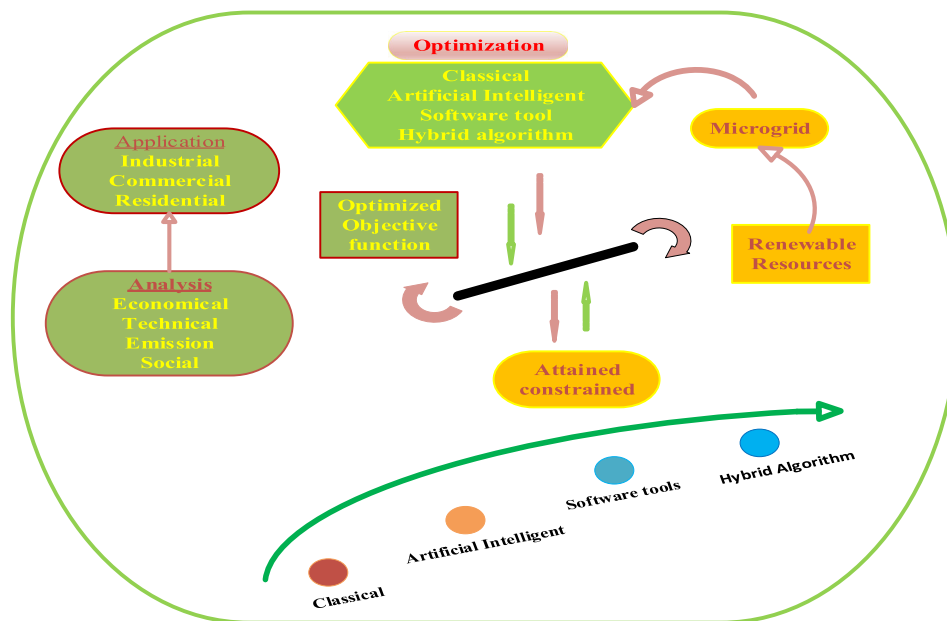 Optimization
Classical
Artificial Intelligent
Software tool
Hybrid algorithm
Microgrid
Renewable
Resources
Application
Industrial
Commercial
Residential
Optimized
Objective
function
Analysis
Economical
Technical
Emission
Social
Attained
constrained
Classical
Artificial Intelligent
Software tools
Hybrid Algorithm